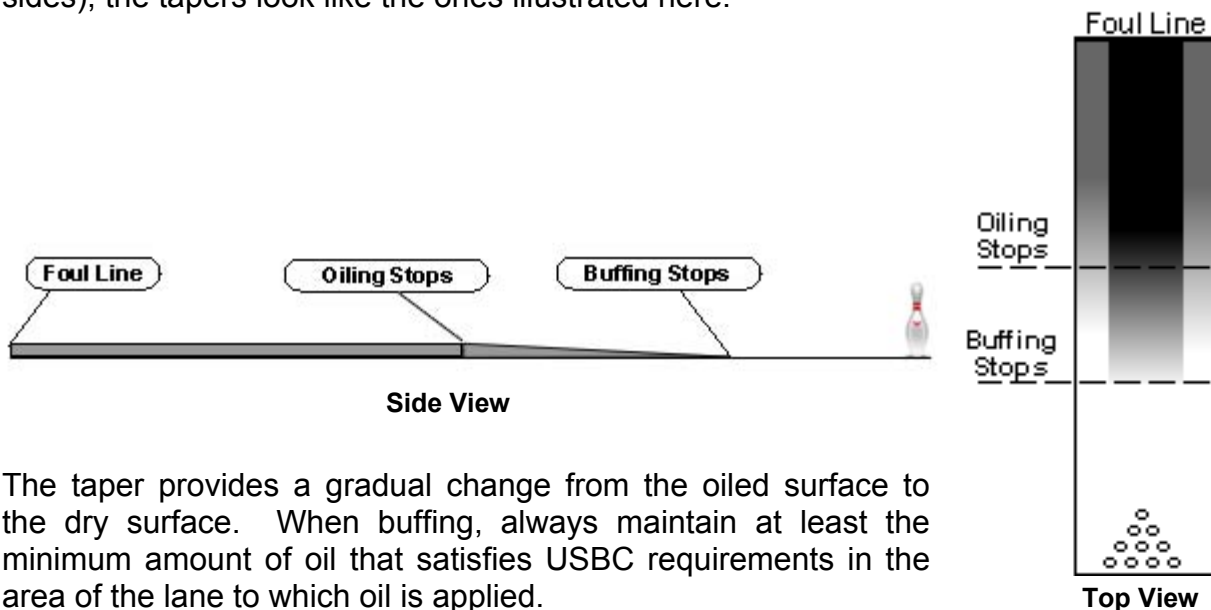 sides), the tapers look like the ones illustrated here.
Foul Line
Foul Line
Oiling Stops
Buffing Stops
Side View
Oiling
Stops
Buffing
Stops
Top View
The taper provides a gradual change from the oiled surface to
the dry surface. When buffing, always maintain at least the
minimum amount of oil that satisfies USBC requirements in the
area of the lane to which oil is applied.